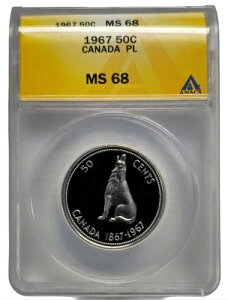 1967 50C MS 68
1967 50C
CANADA PL
MS 68
ANACS
50 CENTS
CANADA 1867-1967